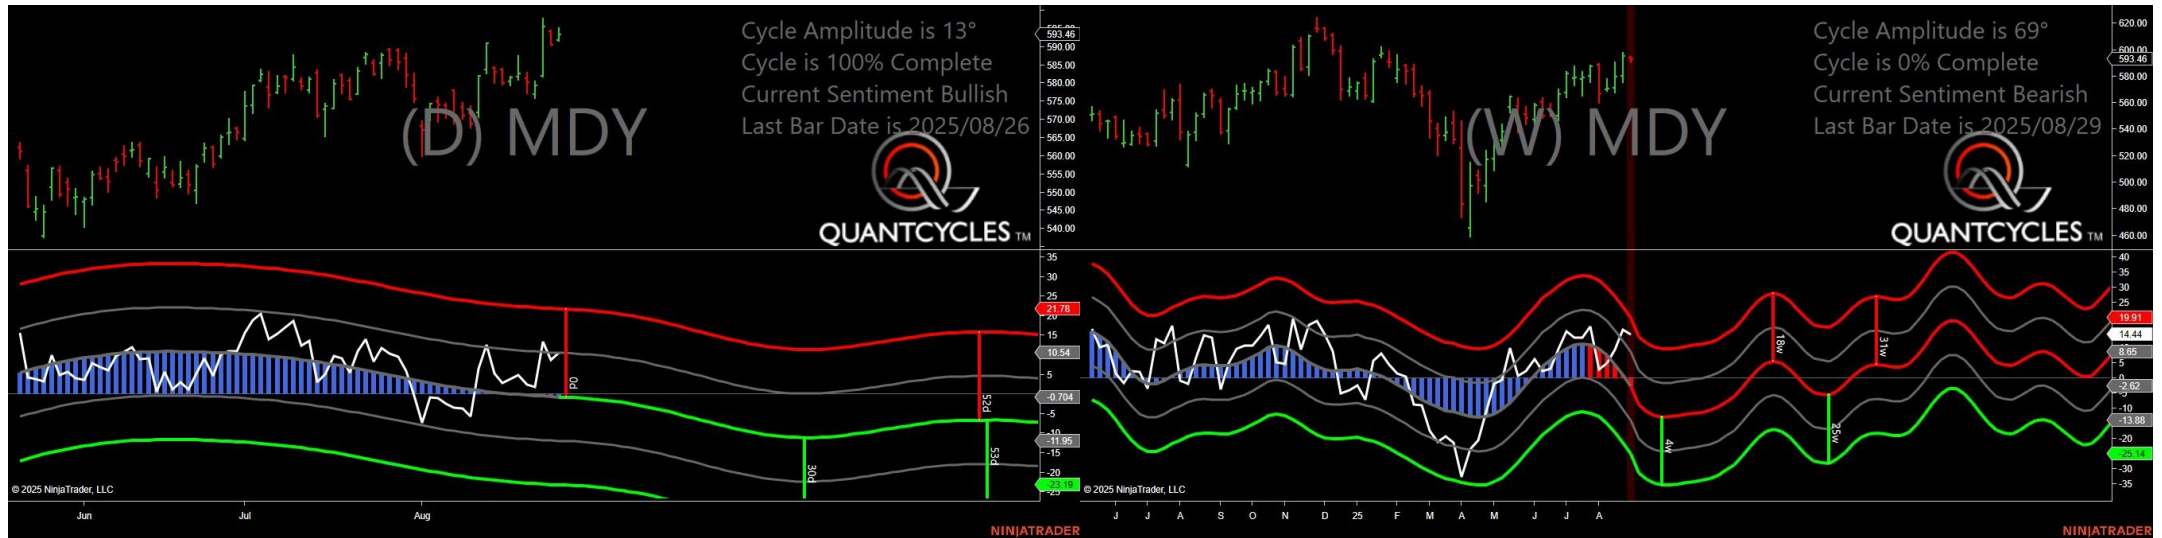 Cycle Amplitude is 13°
Cycle is 100% Complete
Current Sentiment Bullish
Last Bar Date is 2025/08/26
(D) MDY
QUANTCYCLES TM
593.46
590.00
585.00
580.00
575.00
570.00
565.00
560.00
555.00
550.00
545.00
540.00
35
30
25
21.78
20
15
10.54
5
-0.704
-5
-10
-11.95
-15
-20
-23.19
-25
0d
30d
52d
53d
© 2025 NinjaTrader, LLC
Jun Jul Aug
NINJATRADER
Cycle Amplitude is 69°
Cycle is 0% Complete
Current Sentiment Bearish
Last Bar Date is 2025/08/29
(W) MDY
QUANTCYCLES TM
620.00
600.00
593.46
580.00
560.00
540.00
520.00
500.00
480.00
460.00
40
35
30
25
19.91
14.44
8.65
5
0
-2.62
-5
-10
-13.88
-20
-25.14
-30
-35
4w
18w
25w
31w
© 2025 NinjaTrader, LLC
J J A S O N D 25 F M A M J J A
NINJATRADER